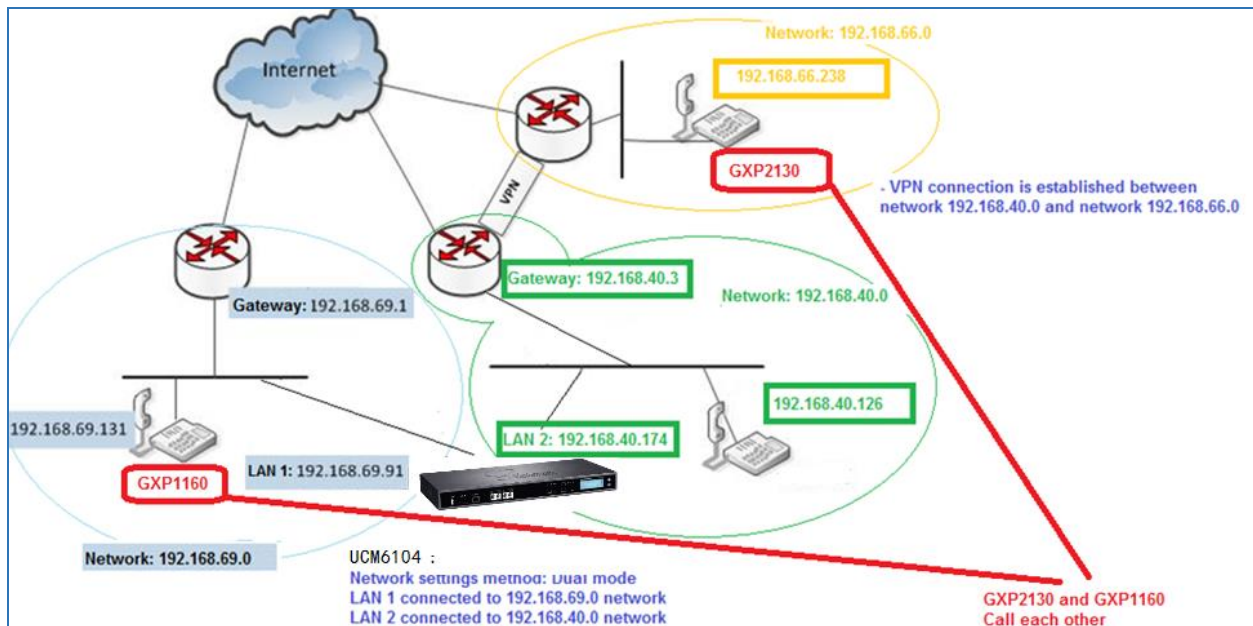 Internet
Network: 192.168.66.0
192.168.66.238
GXP2130
- VPN connection is established between
network 192.168.40.0 and network 192.168.66.0
VPN
Gateway: 192.168.40.3
Network: 192.168.40.0
Gateway: 192.168.69.1
192.168.40.126
192.168.69.131
LAN 2: 192.168.40.174
LAN 1: 192.168.69.91
GXP1160
Network: 192.168.69.0
UCM6104 :
Network settings method: Dual mode
LAN 1 connected to 192.168.69.0 network
LAN 2 connected to 192.168.40.0 network
GXP2130 and GXP1160
Call each other